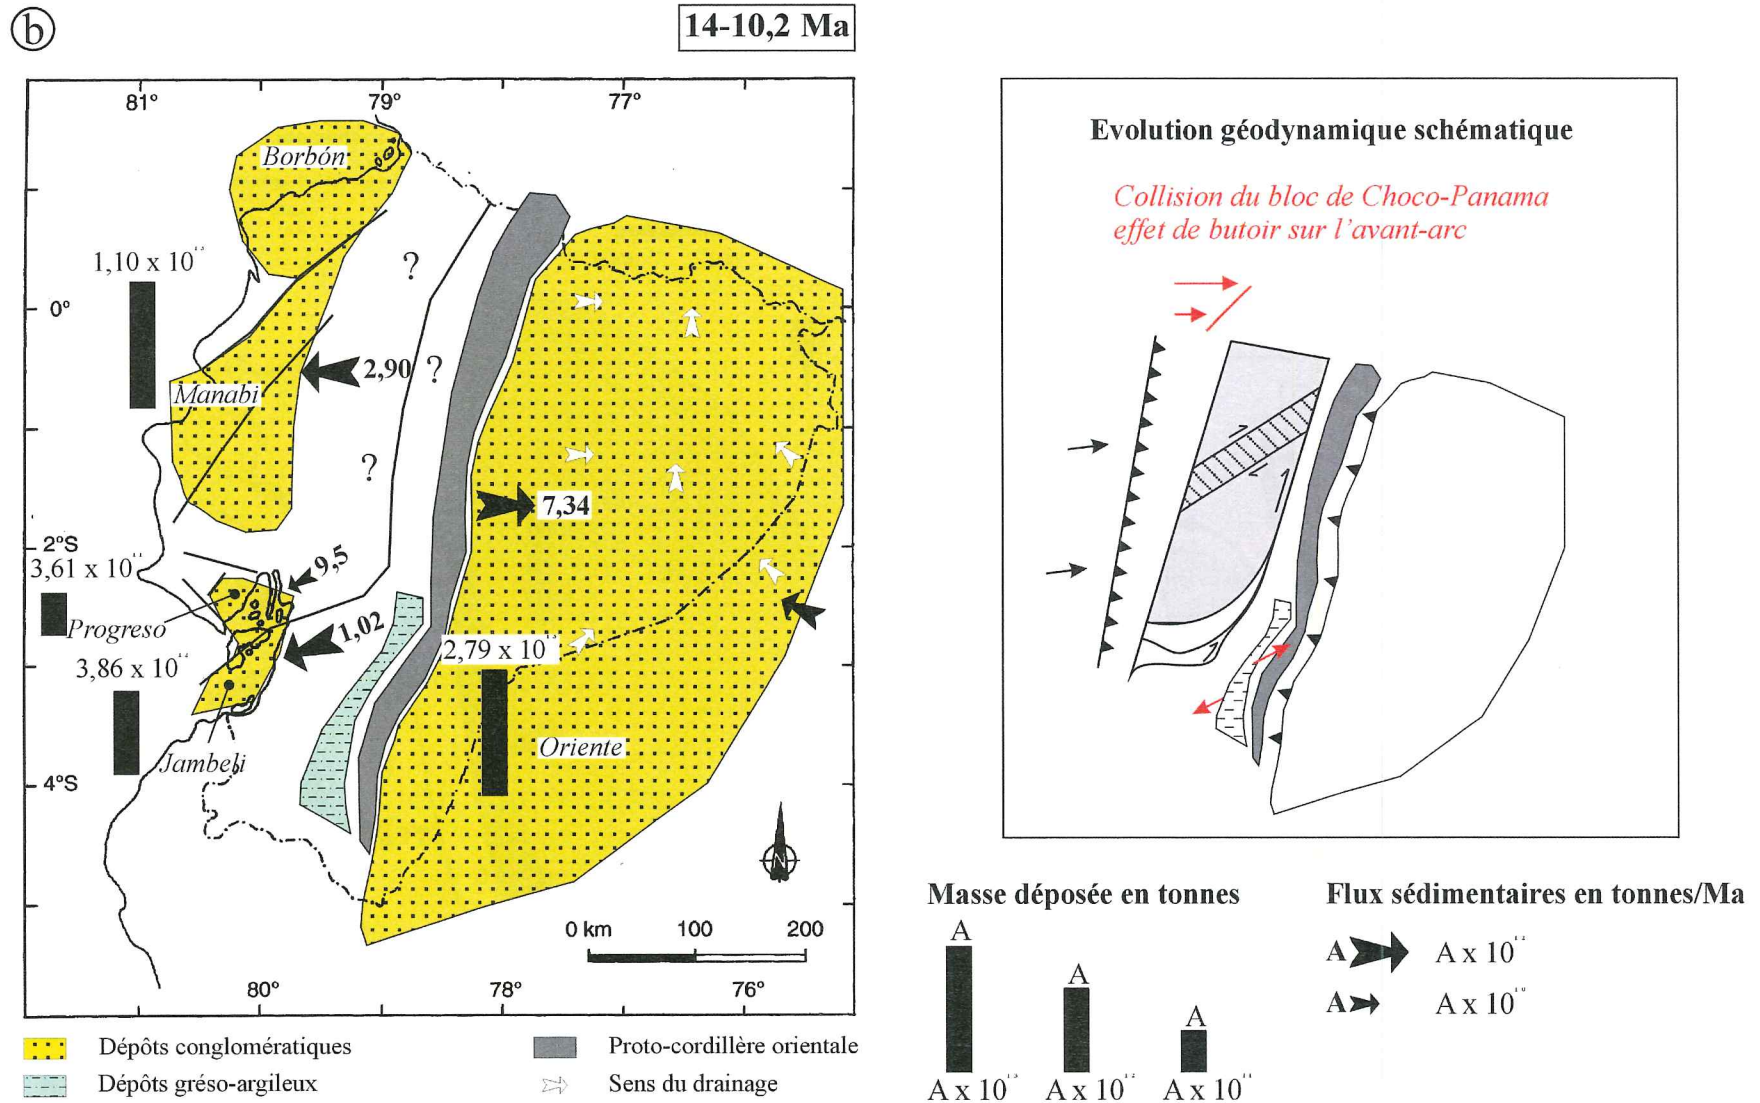 b
14-10,2 Ma
81°
79°
77°
Borbón
1,10 x 10
?
0°
2,90
?
Manabi
?
7,34
2°S
9,5
3,61 x 10
Progreso
1,02
2,79 x 10
3,86 x 10
Jambeli
Oriente
4°S
N
0 km 100 200
80°
78°
76°
Dépôts conglomératiques
Proto-cordillère orientale
Dépôts gréso-argileux
Sens du drainage
Evolution géodynamique schématique
Collision du bloc de Choco-Panama
effet de butoir sur l'avant-arc
Masse déposée en tonnes
A
A
A
A x 10
A x 10
A x 10
Flux sédimentaires en tonnes/Ma
A A x 10
A A x 10